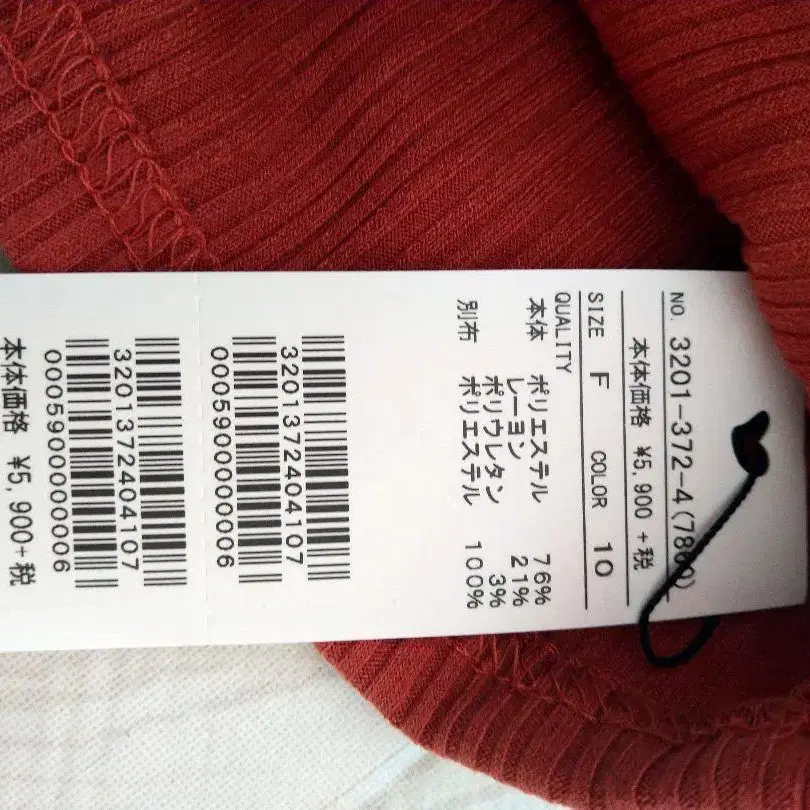 NO. 3201-372-4(7860)
本体価格 ¥5,900 +税
SIZE F COLOR 10
QUALITY
本体 ポリエステル 76%
レーヨン 21%
ポリウレタン 3%
別布 ポリエステル 100%
3201372404107
0005900000006
3201372404107
0005900000006
本体価格 ¥5,900+税